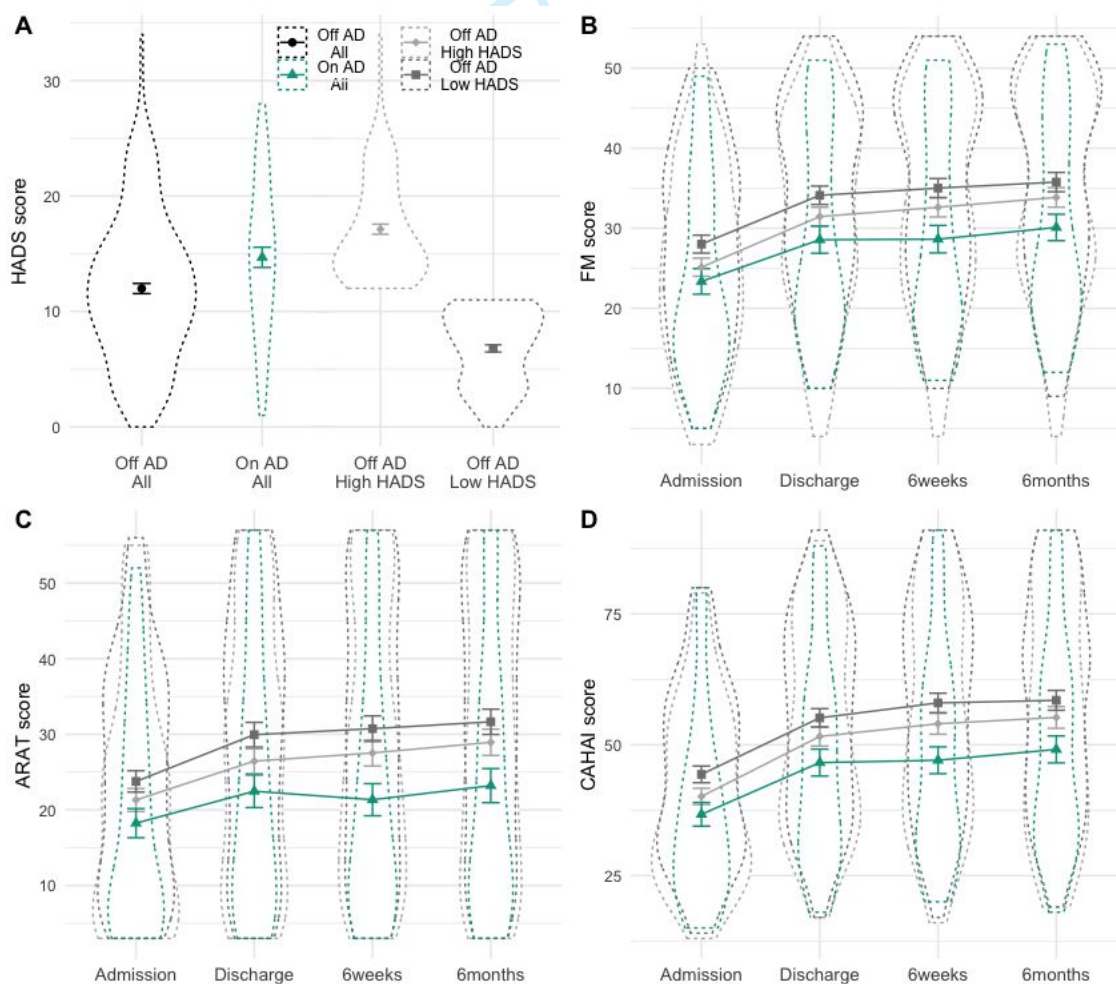 A
Off AD
All
Off AD
High HADS
On AD
All
Off AD
Low HADS
30
20
10
0
HADS score
Off AD
All
On AD
All
Off AD
High HADS
Off AD
Low HADS
B
50
40
30
20
10
FM score
Admission
Discharge
6weeks
6months
C
50
40
30
20
10
ARAT score
Admission
Discharge
6weeks
6months
D
75
50
25
CAHAI score
Admission
Discharge
6weeks
6months